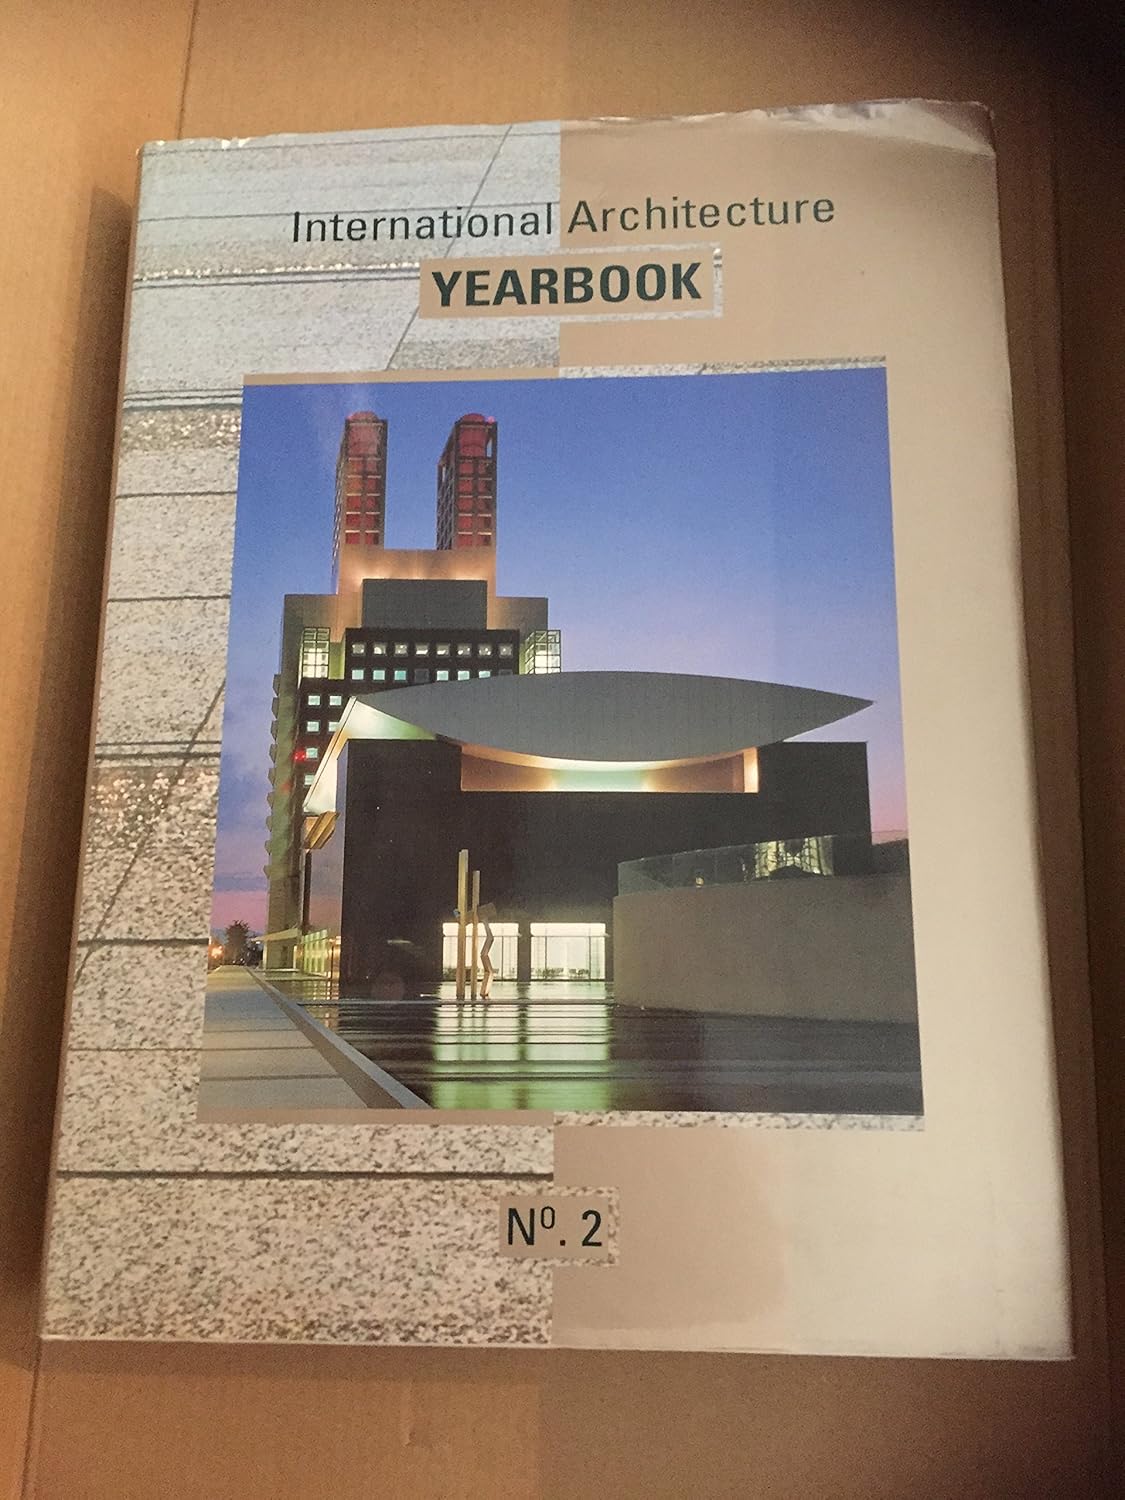 International Architecture
YEARBOOK
Nº. 2